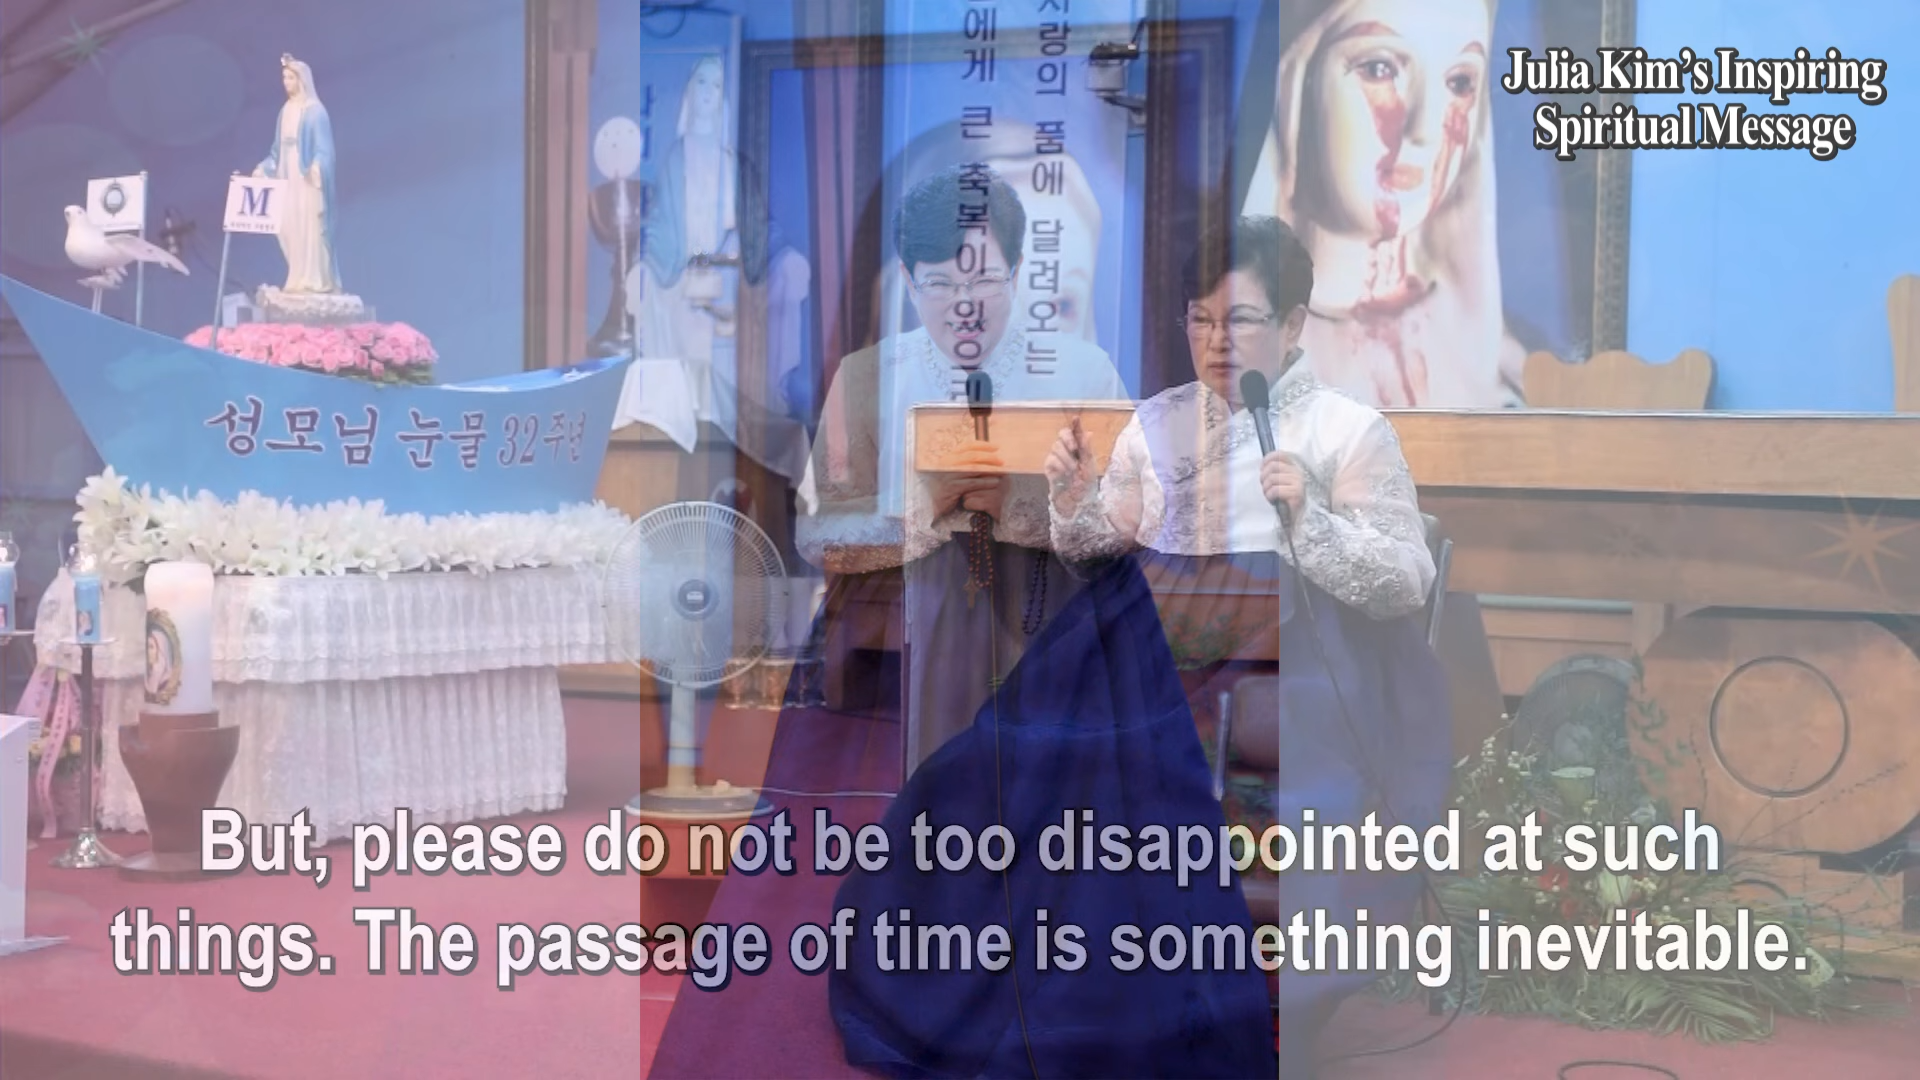 Julia Kim's Inspiring
Spiritual Message
사랑의 품에 달려오는
에게 큰 축복이 있으리
M
성모님 눈물 32주년
But, please do not be too disappointed at such
things. The passage of time is something inevitable.